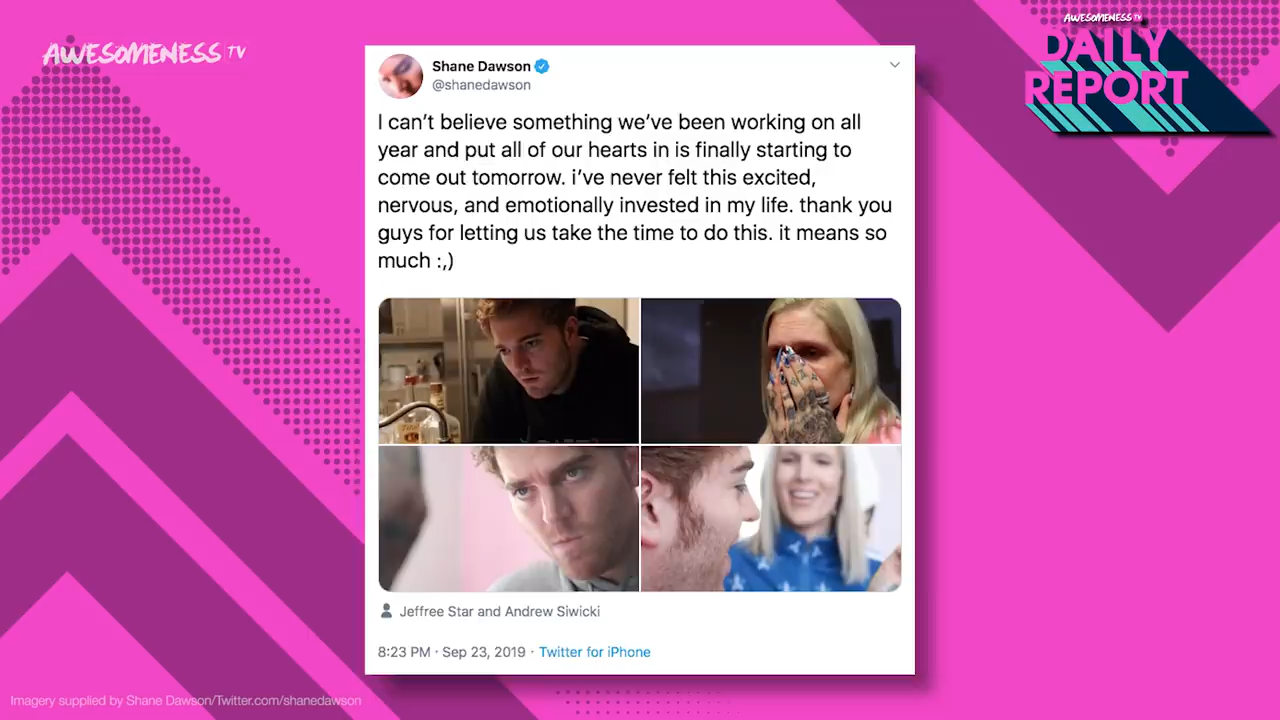 AWESOMENESS TV
AWESOMENESS TV
DAILY
REPORT
Shane Dawson
@shanedawson
I can't believe something we've been working on all
year and put all of our hearts in is finally starting to
come out tomorrow. i've never felt this excited,
nervous, and emotionally invested in my life. thank you
guys for letting us take the time to do this. it means so
much :,)
Jeffree Star and Andrew Siwicki
8:23 PM · Sep 23, 2019 · Twitter for iPhone
Imagery supplied by Shane Dawson/Twitter.com/shanedawson